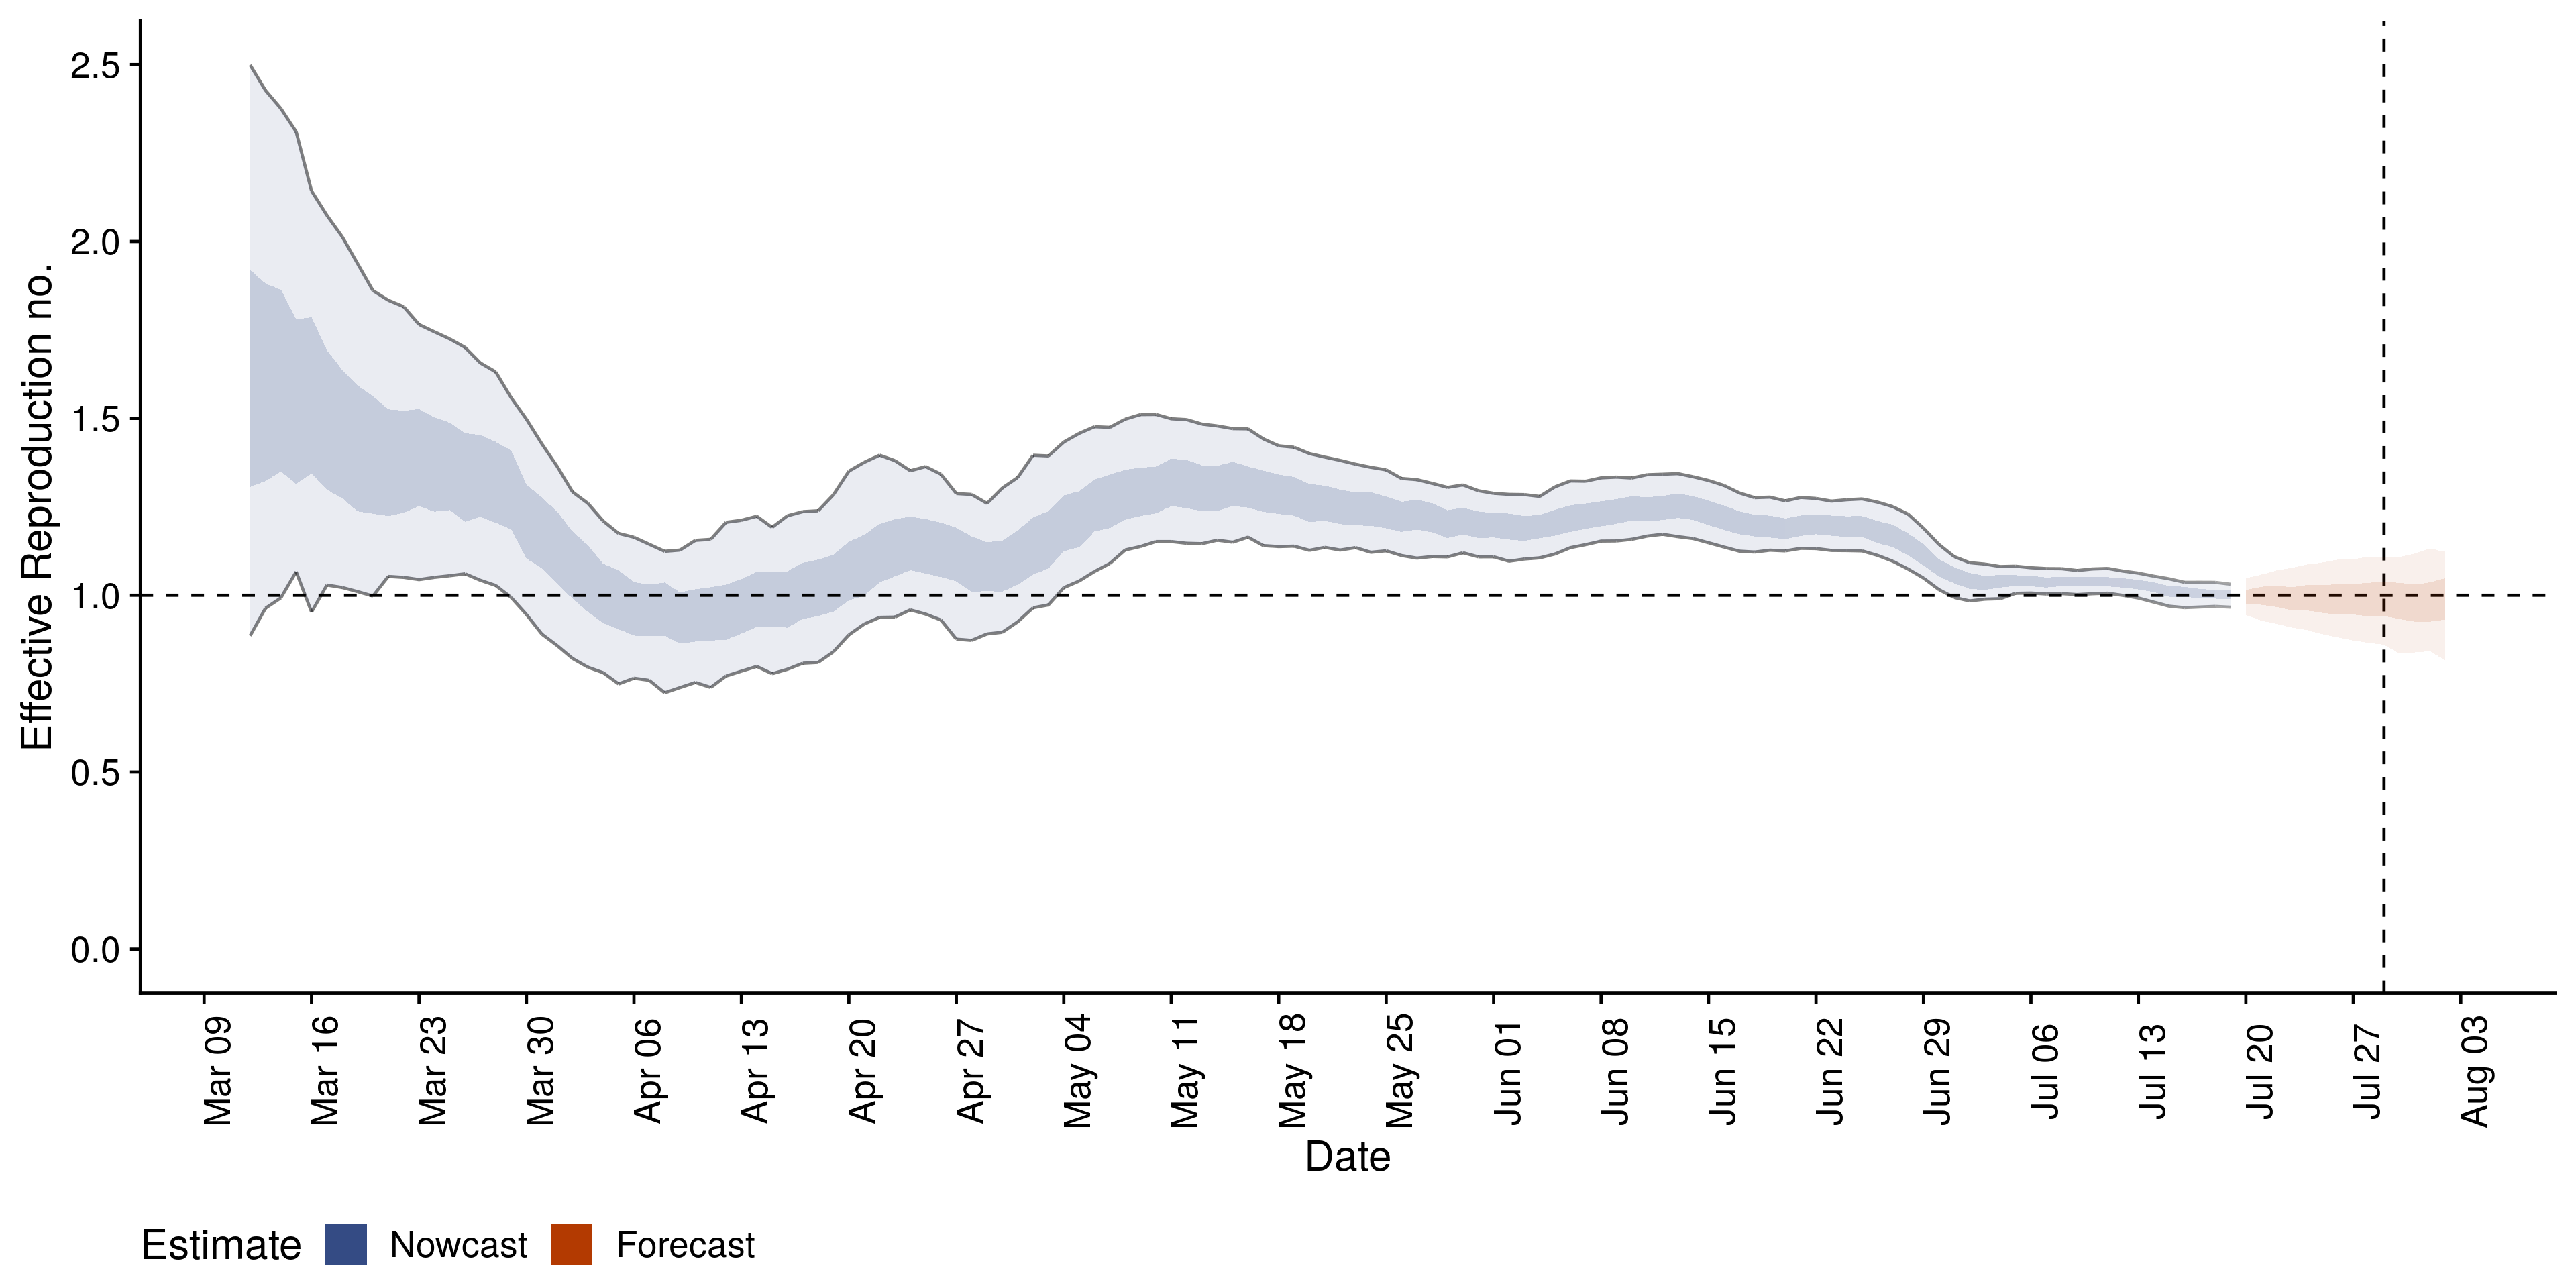 Effective Reproduction no.
2.5
2.0
1.5
1.0
0.5
0.0
Mar 09
Mar 16
Mar 23
Mar 30
Apr 06
Apr 13
Apr 20
Apr 27
May 04
May 11
May 18
May 25
Jun 01
Jun 08
Jun 15
Jun 22
Jun 29
Jul 06
Jul 13
Jul 20
Jul 27
Aug 03
Date
Estimate Nowcast Forecast